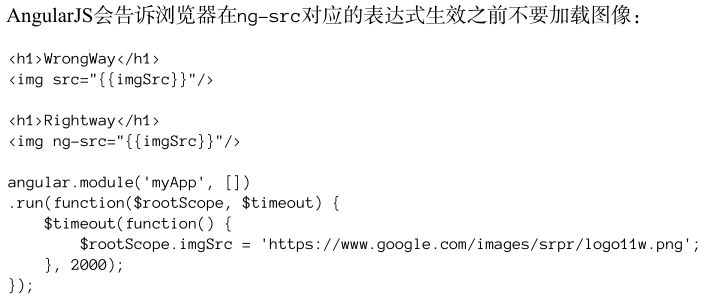 AngularJS会告诉浏览器在ng-src对应的表达式生效之前不要加载图像：
<h1>WrongWay</h1>
<img src="{{imgSrc}}"/>
<h1>Rightway</h1>
<img ng-src="{{imgSrc}}"/>
angular.module('myApp', [])
.run(function($rootScope, $timeout) {
    $timeout(function() {
        $rootScope.imgSrc = 'https://www.google.com/images/srpr/logo11w.png';
    }, 2000);
});